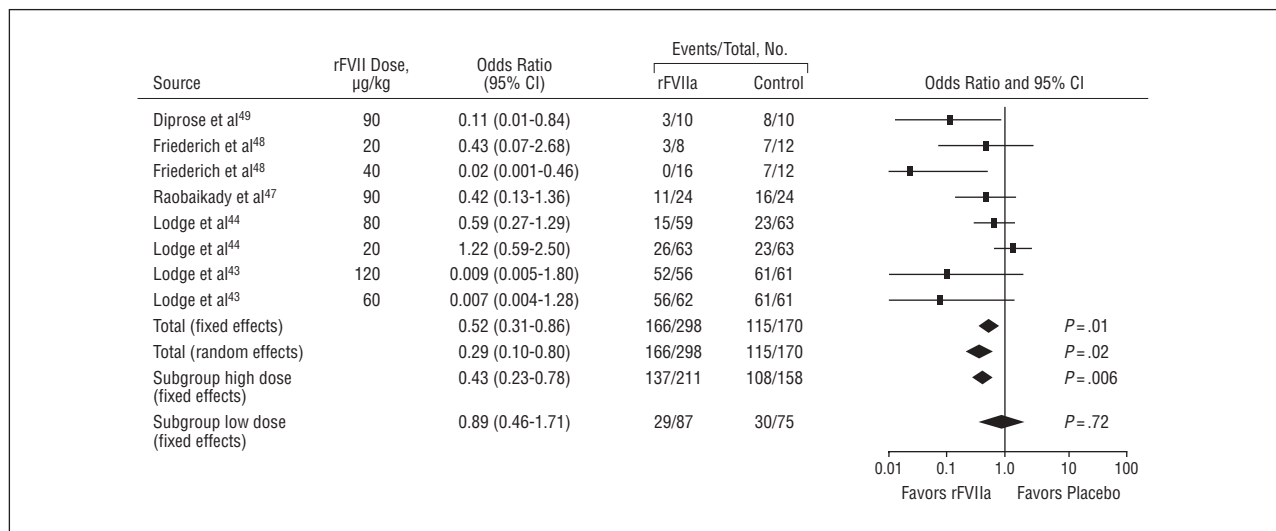 Events/Total, No.
Source rFVII Dose, µg/kg Odds Ratio (95% CI) rFVIIa Control Odds Ratio and 95% CI
Diprose et al49 90 0.11 (0.01-0.84) 3/10 8/10
Friederich et al48 20 0.43 (0.07-2.68) 3/8 7/12
Friederich et al48 40 0.02 (0.001-0.46) 0/16 7/12
Raobaikady et al47 90 0.42 (0.13-1.36) 11/24 16/24
Lodge et al44 80 0.59 (0.27-1.29) 15/59 23/63
Lodge et al44 20 1.22 (0.59-2.50) 26/63 23/63
Lodge et al43 120 0.009 (0.005-1.80) 52/56 61/61
Lodge et al43 60 0.007 (0.004-1.28) 56/62 61/61
Total (fixed effects) 0.52 (0.31-0.86) 166/298 115/170 P = .01
Total (random effects) 0.29 (0.10-0.80) 166/298 115/170 P = .02
Subgroup high dose 0.43 (0.23-0.78) 137/211 108/158 P = .006
(fixed effects)
Subgroup low dose 0.89 (0.46-1.71) 29/87 30/75 P = .72
(fixed effects)
0.01 0.1 1.0 10 100
Favors rFVIIa Favors Placebo